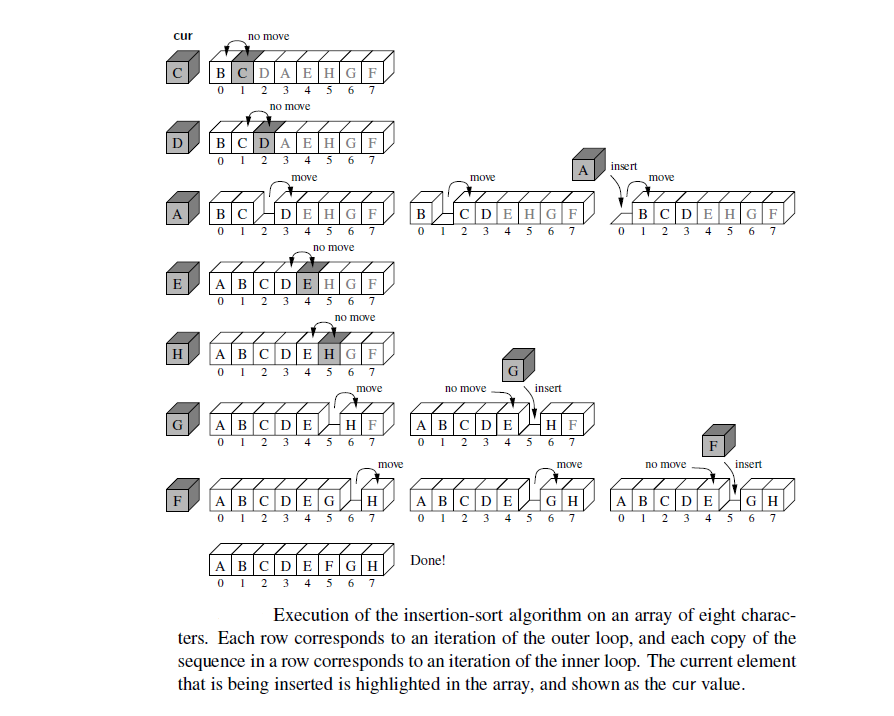 cur no move
C B C D A E H G F
0 1 2 3 4 5 6 7
no move
D B C D A E H G F
0 1 2 3 4 5 6 7
A insert
move move move
A B C D E H G F B C D E H G F B C D E H G F
0 1 2 3 4 5 6 7 0 1 2 3 4 5 6 7 0 1 2 3 4 5 6 7
no move
E A B C D E H G F
0 1 2 3 4 5 6 7
no move
H A B C D E H G F
0 1 2 3 4 5 6 7
G
move no move insert
G A B C D E H F A B C D E H F
0 1 2 3 4 5 6 7 0 1 2 3 4 5 6 7
F
move move no move insert
F A B C D E G H A B C D E G H A B C D E G H
0 1 2 3 4 5 6 7 0 1 2 3 4 5 6 7 0 1 2 3 4 5 6 7
A B C D E F G H Done!
0 1 2 3 4 5 6 7
Execution of the insertion-sort algorithm on an array of eight charac-
ters. Each row corresponds to an iteration of the outer loop, and each copy of the
sequence in a row corresponds to an iteration of the inner loop. The current element
that is being inserted is highlighted in the array, and shown as the cur value.